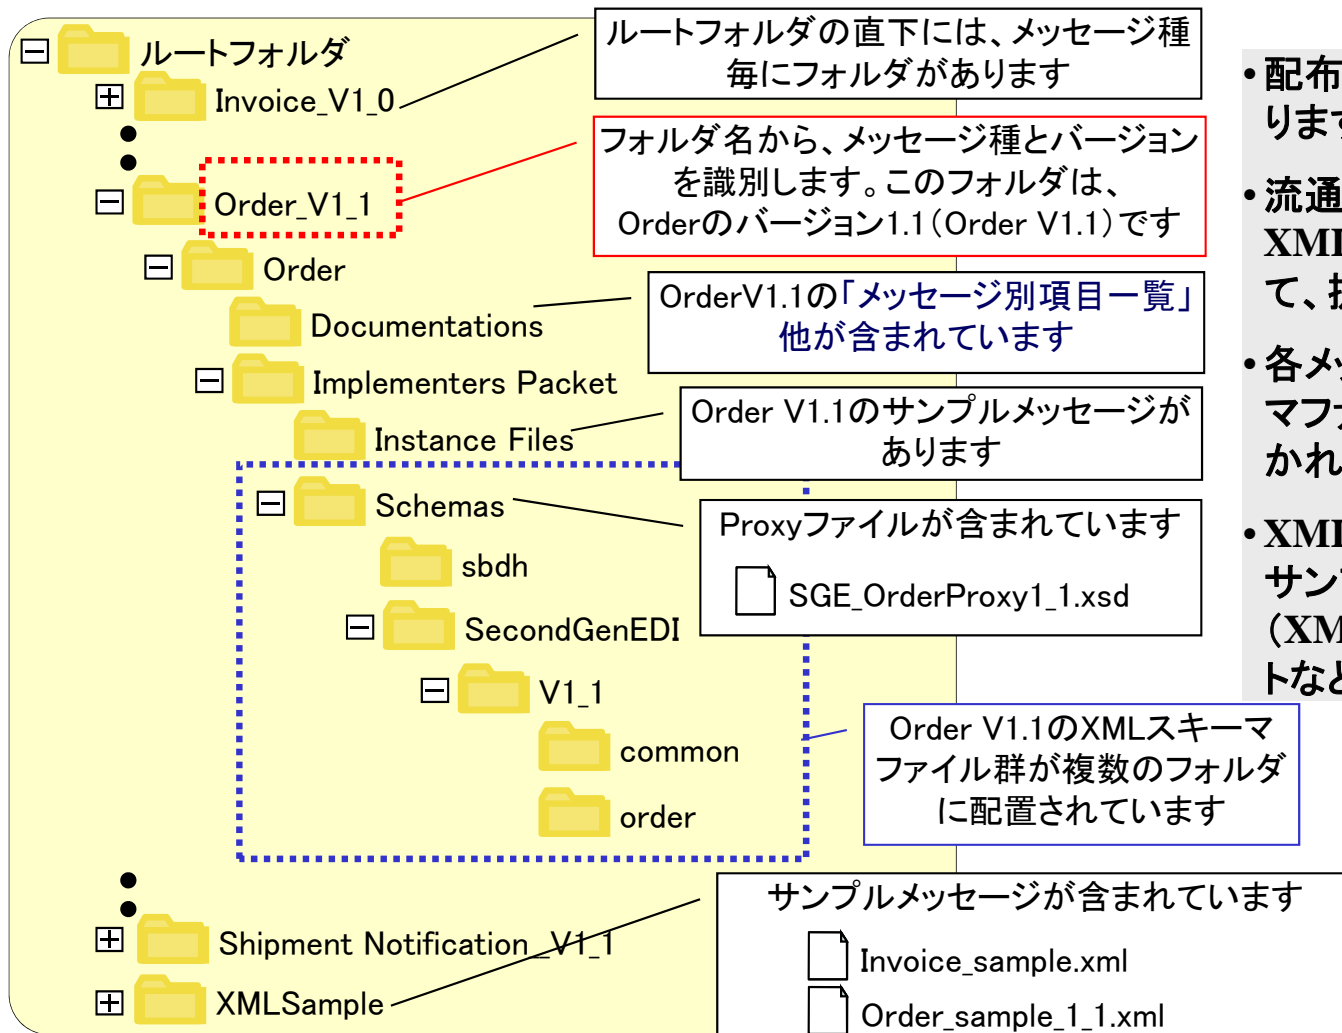 ルートフォルダ
Invoice_V1_0
Order_V1_1
Order
Documentations
Implementers Packet
Instance Files
Schemas
sbdh
SecondGenEDI
V1_1
common
order
Shipment Notification_V1_1
XMLSample
ルートフォルダの直下には、メッセージ種
毎にフォルダがあります
フォルダ名から、メッセージ種とバージョン
を識別します。このフォルダは、
Orderのバージョン1.1(Order V1.1)です
OrderV1.1の「メッセージ別項目一覧」
他が含まれています
Order V1.1のサンプルメッセージが
あります
Proxyファイルが含まれています
SGE_OrderProxy1_1.xsd
Order V1.1のXMLスキーマ
ファイル群が複数のフォルダ
に配置されています
サンプルメッセージが含まれています
Invoice_sample.xml
Order_sample_1_1.xml
•配布
ります
•流通
XML
て、
•各メッ
マファ
かれ
•XML
サンプ
(XM
トなど